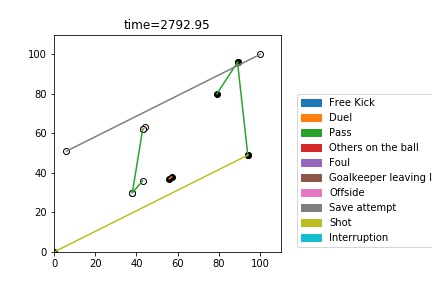 time=2792.95
100
80
60
40
20
0
0 20 40 60 80 100
Free Kick
Duel
Pass
Others on the ball
Foul
Goalkeeper leaving l
Offside
Save attempt
Shot
Interruption